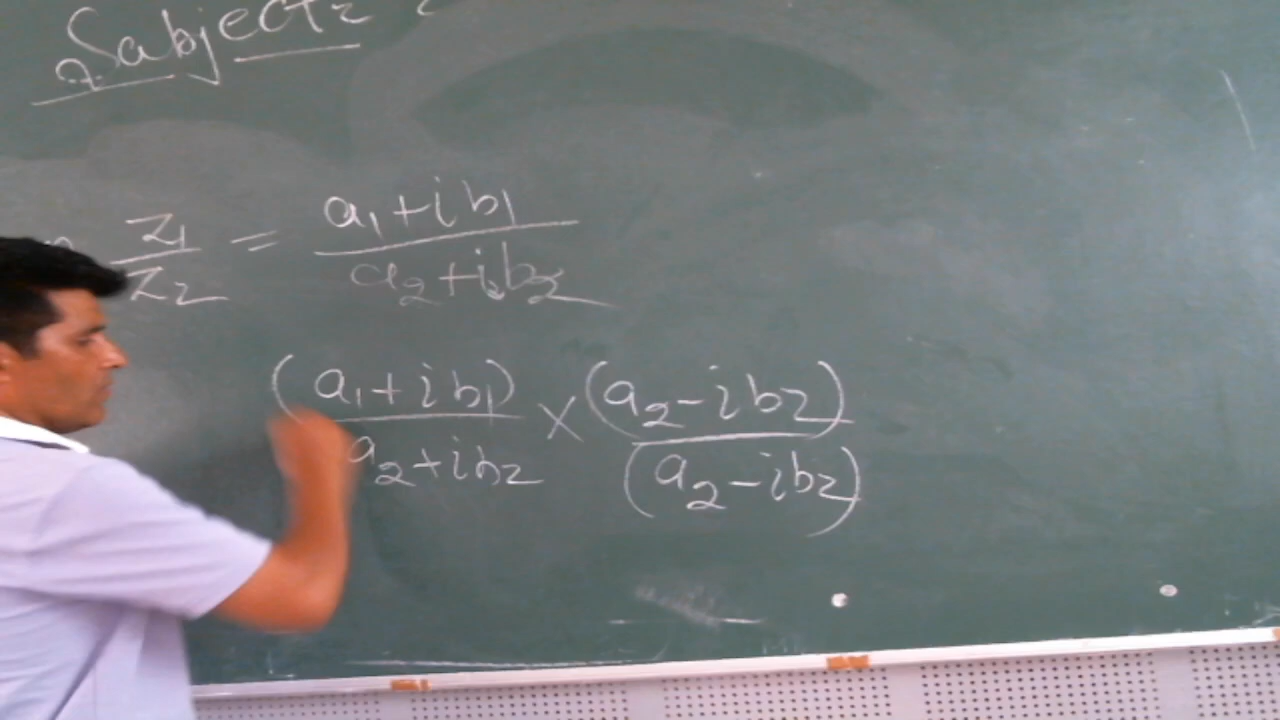 Subject:
z₁/z₂ = (a₁+ib₁)/(a₂+ib₂)
(a₁+ib₁)/(a₂+ib₂) × (a₂-ib₂)/(a₂-ib₂)